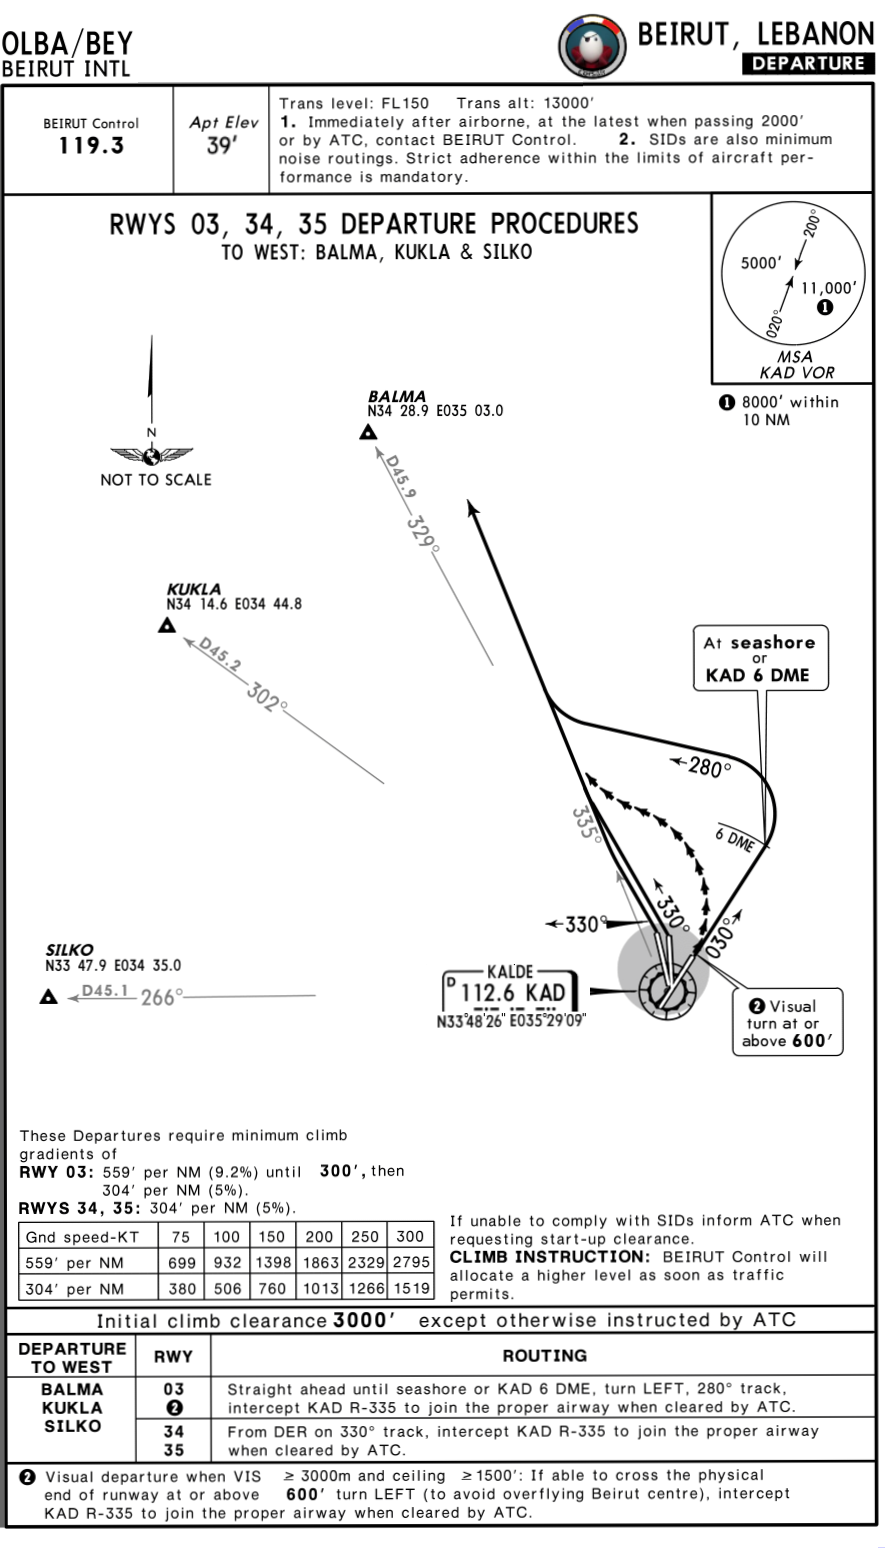 OLBA/BEY
BEIRUT INTL
BEIRUT, LEBANON
DEPARTURE
BEIRUT Control
119.3
Apt Elev
39'
Trans level: FL150 Trans alt: 13000'
1. Immediately after airborne, at the latest when passing 2000'
or by ATC, contact BEIRUT Control. 2. SIDs are also minimum
noise routings. Strict adherence within the limits of aircraft per-
formance is mandatory.
RWYS 03, 34, 35 DEPARTURE PROCEDURES
TO WEST: BALMA, KUKLA & SILKO
200°
5000'
11,000'
1
020°
MSA
KAD VOR
1 8000' within
10 NM
N
NOT TO SCALE
BALMA
N34 28.9 E035 03.0
D45.9
329°
KUKLA
N34 14.6 E034 44.8
D45.2
302°
At seashore
or
KAD 6 DME
280°
335°
6 DME
330°
330°
030°
SILKO
N33 47.9 E034 35.0
D45.1 266°
KALDE
D 112.6 KAD
N33°48'26" E035°29'09"
2 Visual
turn at or
above 600'
These Departures require minimum climb
gradients of
RWY 03: 559' per NM (9.2%) until 300', then
304' per NM (5%).
RWYS 34, 35: 304' per NM (5%).
Gnd speed-KT 75 100 150 200 250 300
559' per NM 699 932 1398 1863 2329 2795
304' per NM 380 506 760 1013 1266 1519
If unable to comply with SIDs inform ATC when
requesting start-up clearance.
CLIMB INSTRUCTION: BEIRUT Control will
allocate a higher level as soon as traffic
permits.
Initial climb clearance 3000' except otherwise instructed by ATC
DEPARTURE
TO WEST
RWY
ROUTING
BALMA
KUKLA
SILKO
03
2
Straight ahead until seashore or KAD 6 DME, turn LEFT, 280° track,
intercept KAD R-335 to join the proper airway when cleared by ATC.
34
35
From DER on 330° track, intercept KAD R-335 to join the proper airway
when cleared by ATC.
2 Visual departure when VIS ≥ 3000m and ceiling ≥ 1500': If able to cross the physical
end of runway at or above 600' turn LEFT (to avoid overflying Beirut centre), intercept
KAD R-335 to join the proper airway when cleared by ATC.